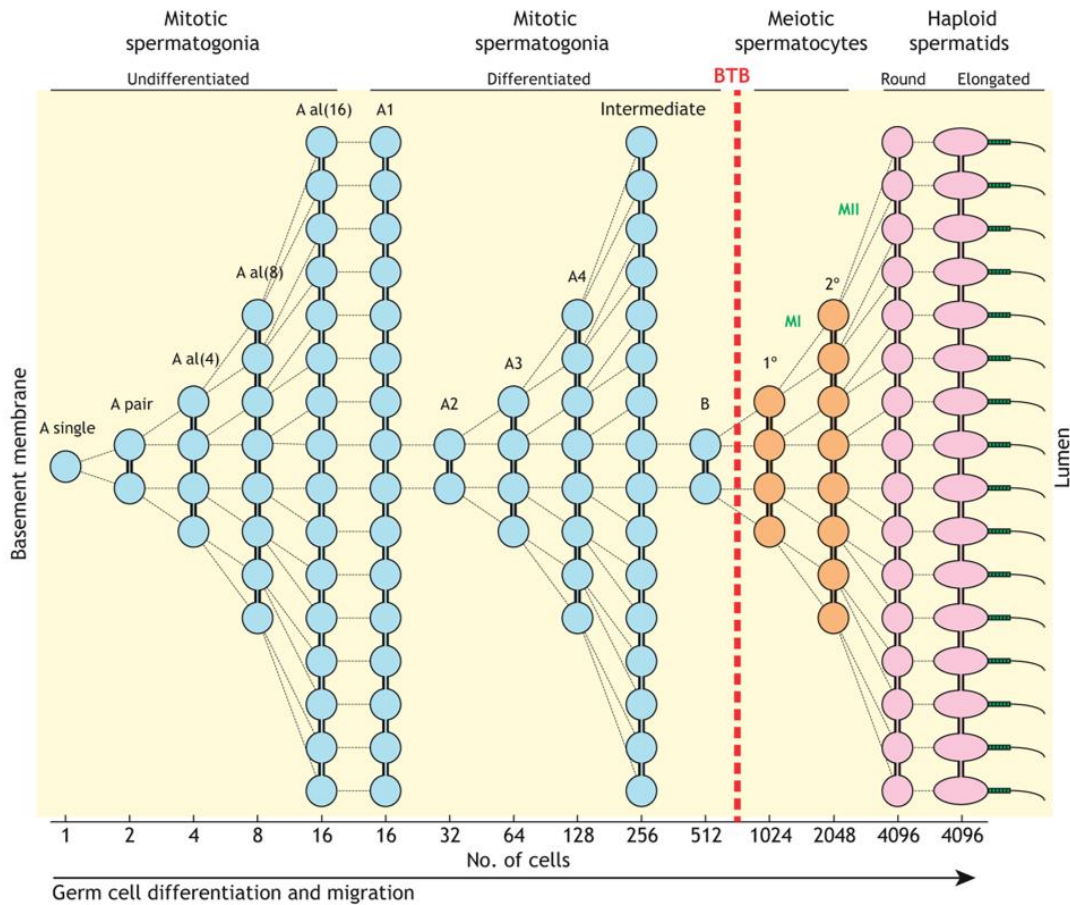 Mitotic
spermatogonia
Mitotic
spermatogonia
Meiotic
spermatocytes
Haploid
spermatids
Undifferentiated
Differentiated
BTB
Round
Elongated
A al(16)
A1
Intermediate
MII
A al(8)
A4
2°
MI
A al(4)
A3
1°
A pair
A2
B
A single
Basement membrane
Lumen
1 2 4 8 16 16 32 64 128 256 512 1024 2048 4096 4096
No. of cells
Germ cell differentiation and migration